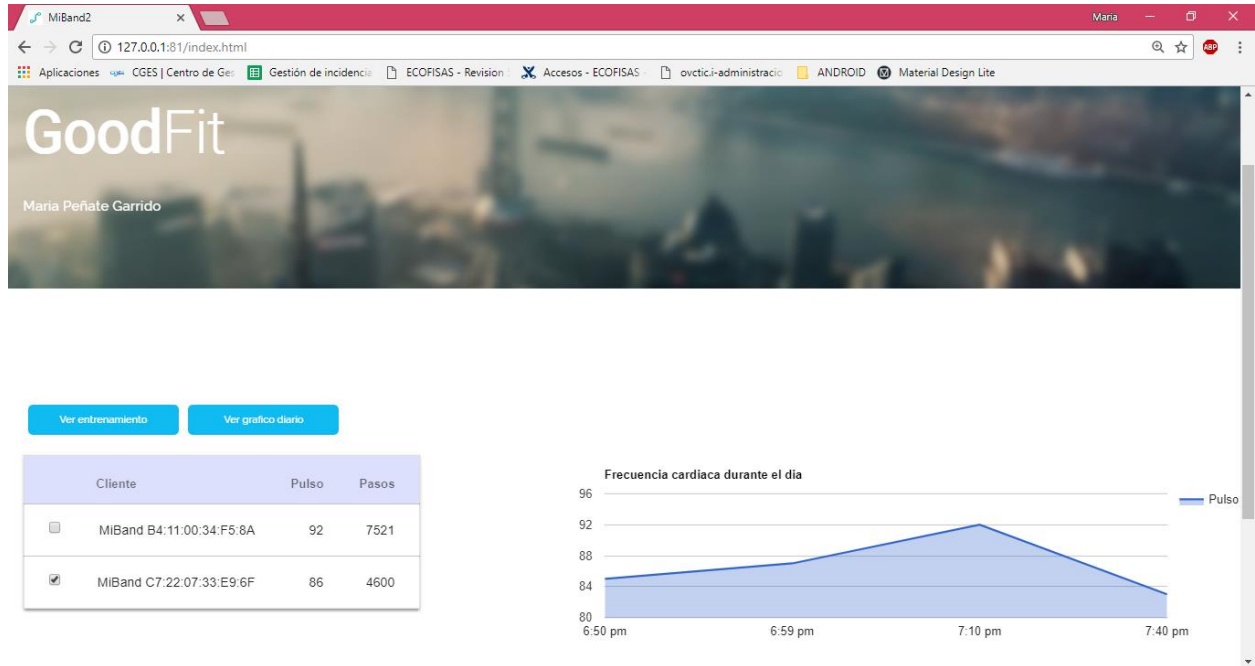 MiBand2
Maria
127.0.0.1:81/index.html
ABP
Aplicaciones CGES | Centro de Ges Gestión de incidencia ECOFISAS - Revision Accesos - ECOFISAS - ovctic.i-administracio ANDROID Material Design Lite
GoodFit
Maria Peñate Garrido
Ver entrenamiento Ver grafico diario
Cliente Pulso Pasos
MiBand B4:11:00:34:F5:8A 92 7521
MiBand C7:22:07:33:E9:6F 86 4600
Frecuencia cardiaca durante el dia
96
92
88
84
80
6:50 pm 6:59 pm 7:10 pm 7:40 pm
Pulso